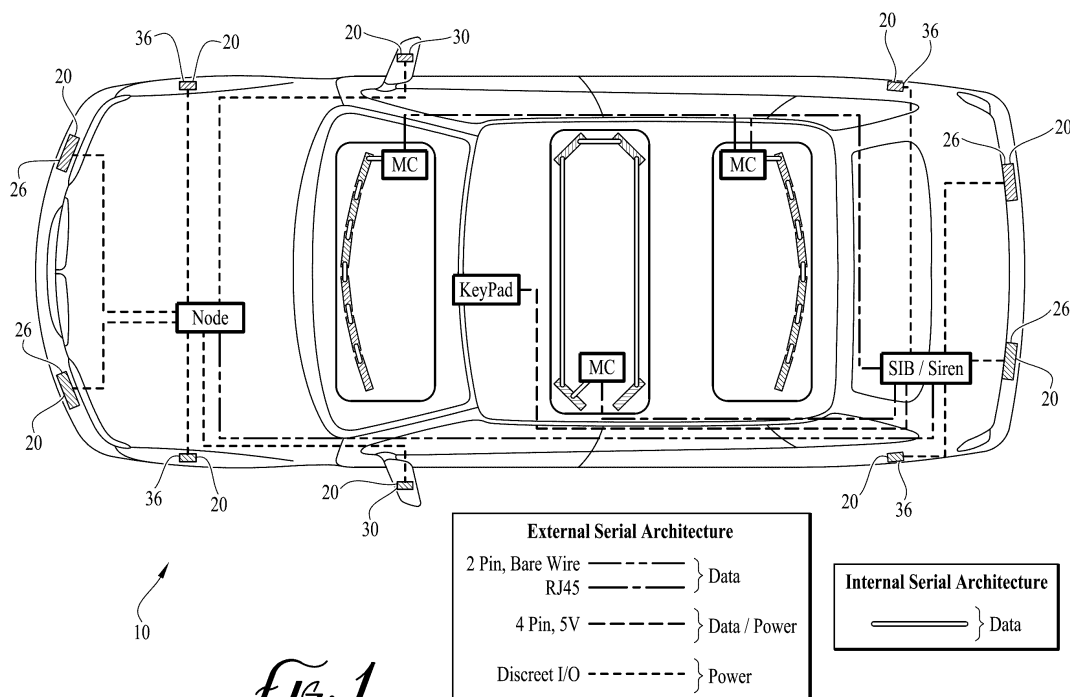 36 20
20 30
20 36
20
26
MC
MC
26 20
KeyPad
Node
26
20
MC
SIB / Siren
26
20
36 20
20
30
20
36
10
External Serial Architecture
2 Pin, Bare Wire
RJ45
Data
4 Pin, 5V
Data / Power
Discreet I/O
Power
Internal Serial Architecture
Data
FIG. 1